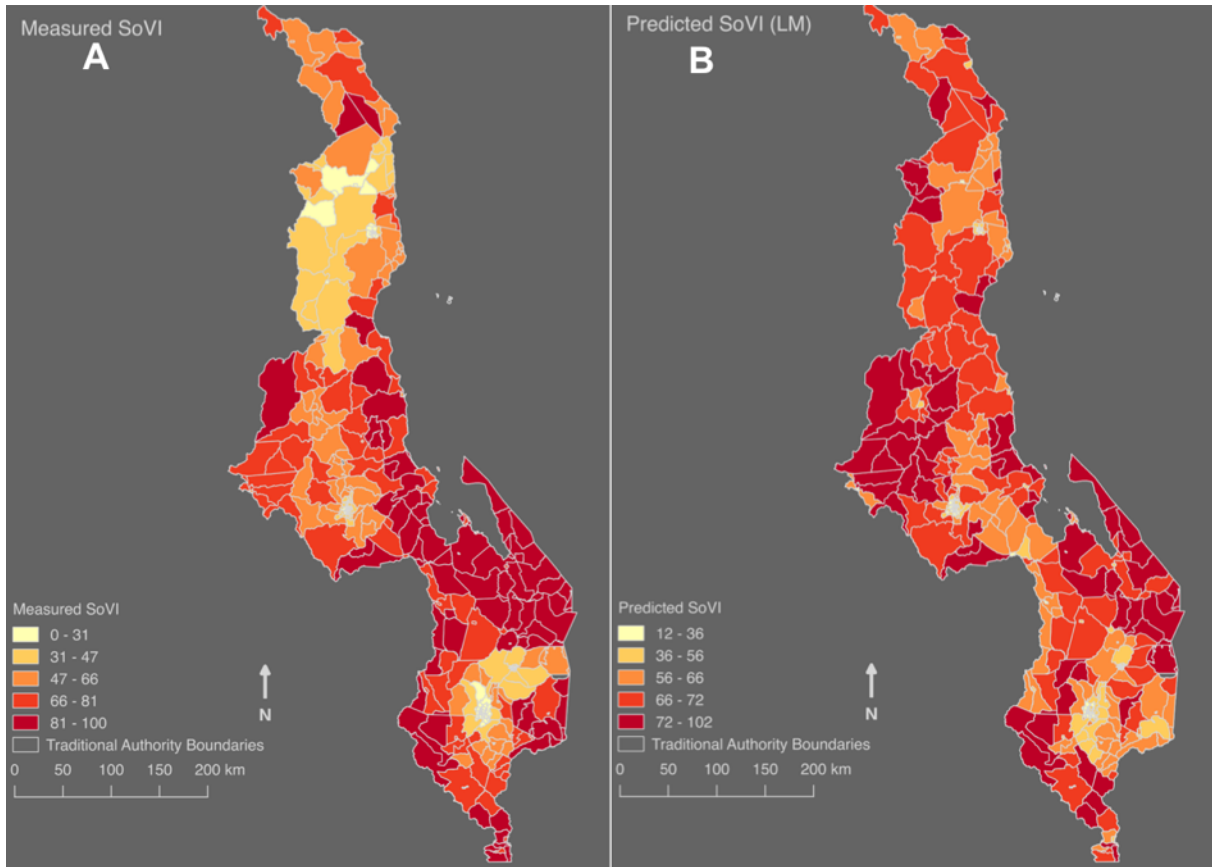 Measured SoVI
A
Measured SoVI
0 - 31
31 - 47
47 - 66
66 - 81
81 - 100
Traditional Authority Boundaries
0 50 100 150 200 km
N
Predicted SoVI (LM)
B
Predicted SoVI
12 - 36
36 - 56
56 - 66
66 - 72
72 - 102
Traditional Authority Boundaries
0 50 100 150 200 km
N